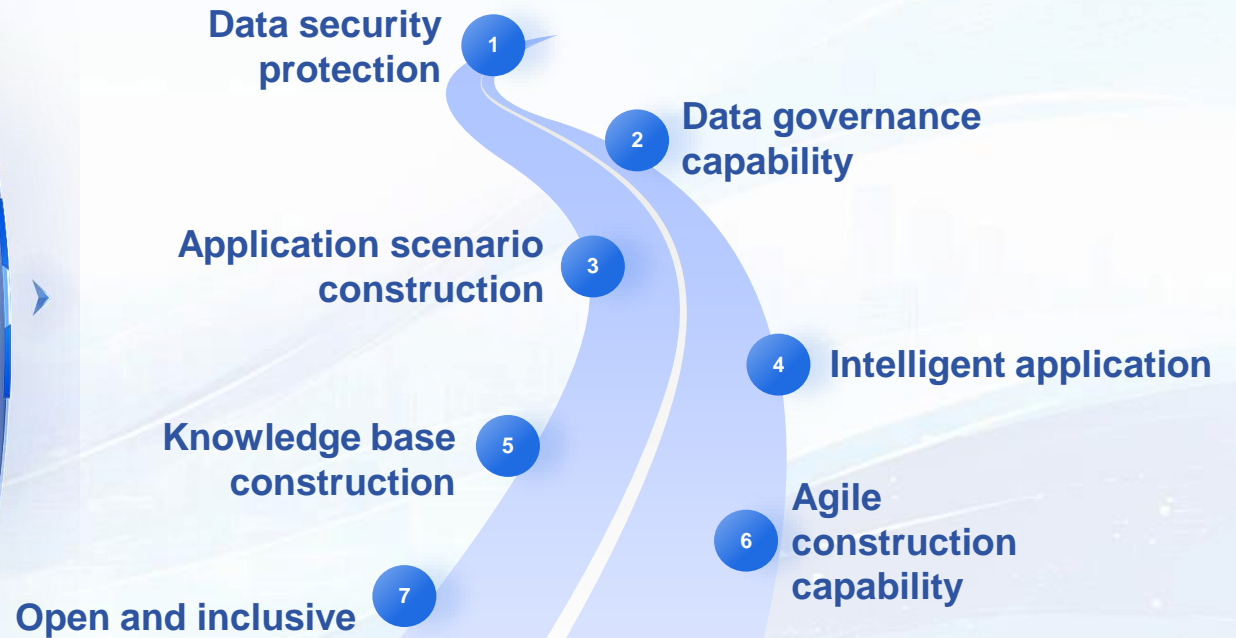 1
Data security
protection
2
Data governance
capability
3
Application scenario
construction
4
Intelligent application
5
Knowledge base
construction
6
Agile
construction
capability
7
Open and inclusive